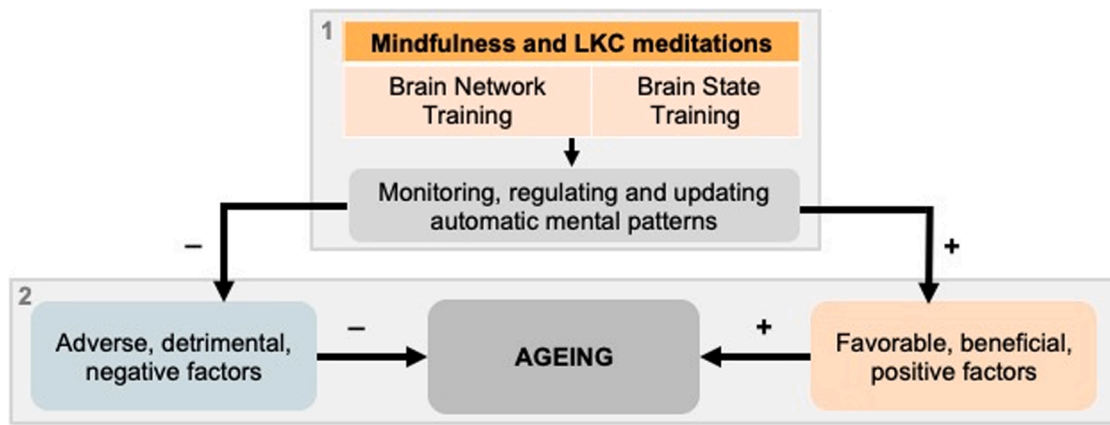 1
Mindfulness and LKC meditations
Brain Network
Training
Brain State
Training
Monitoring, regulating and updating
automatic mental patterns
–
+
2
Adverse, detrimental,
negative factors
–
AGEING
+
Favorable, beneficial,
positive factors